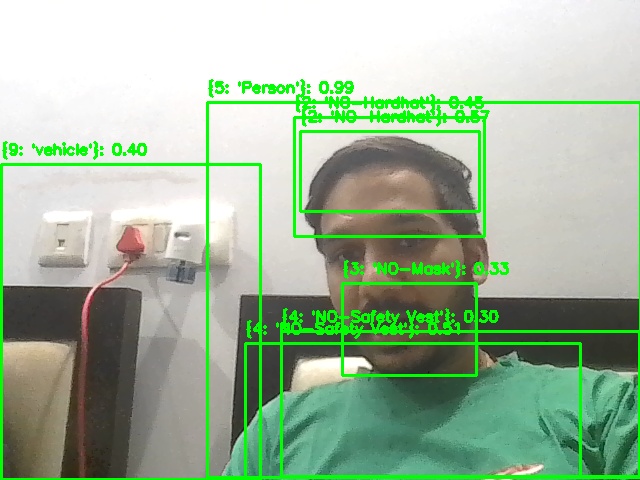 {5: 'Person'}: 0.99
{2: 'NO-Hardhat'}: 0.45
{2: 'NO-Hardhat'}: 0.57
{9: 'vehicle'}: 0.40
{3: 'NO-Mask'}: 0.33
{4: 'NO-Safety Vest'}: 0.30
{4: 'NO-Safety Vest'}: 0.51